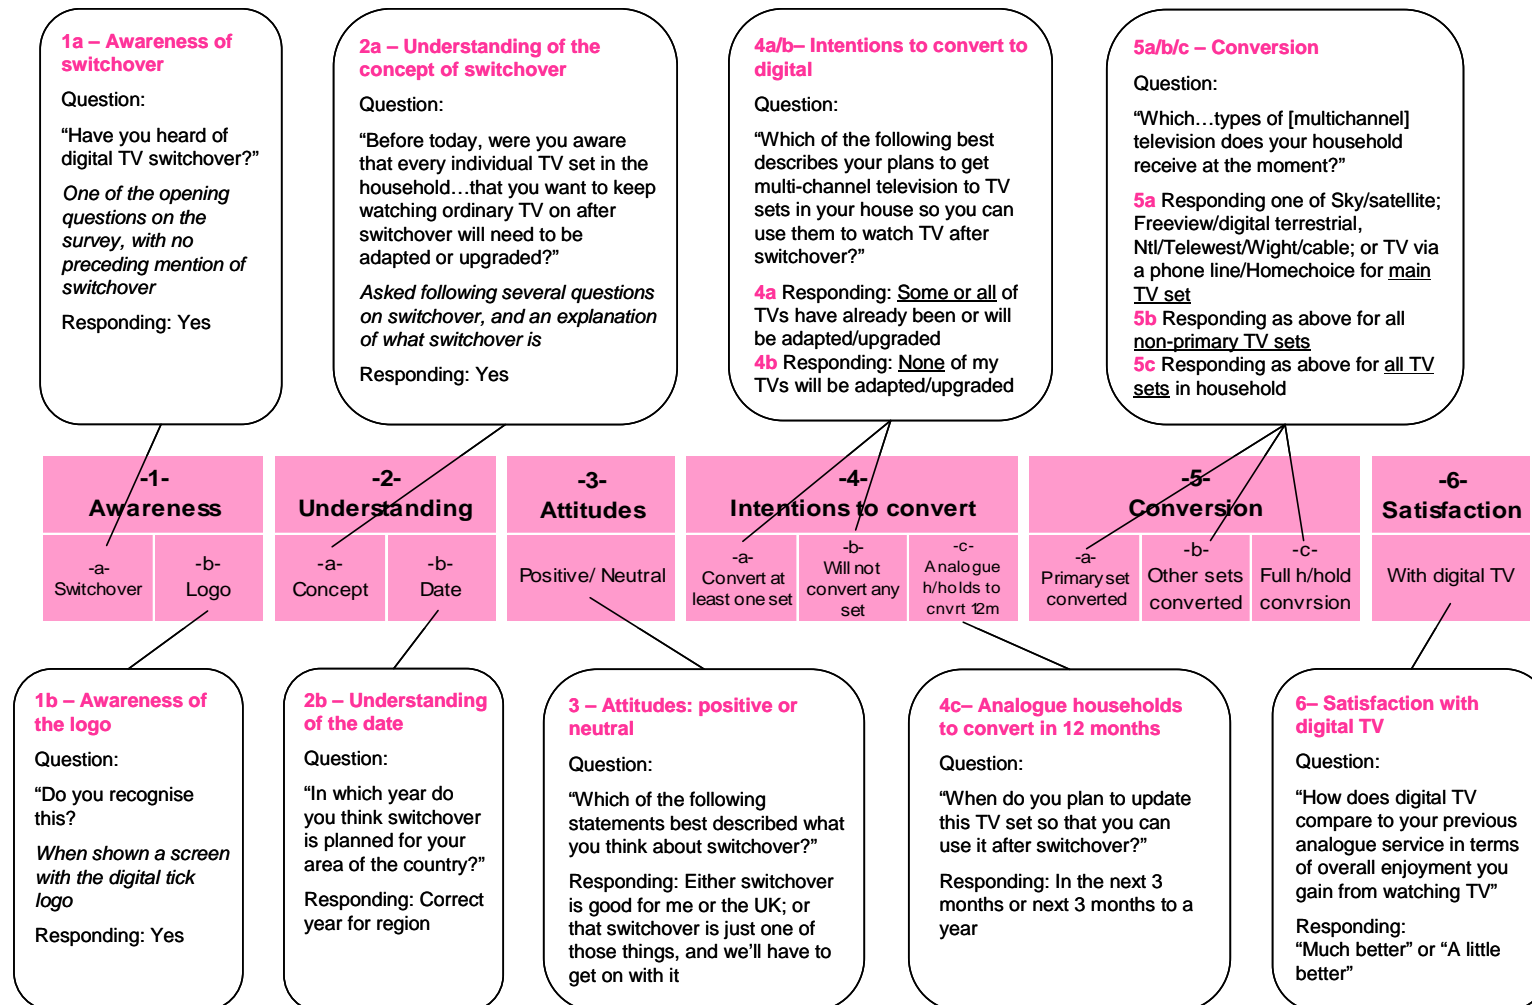 1a – Awareness of
switchover
Question:
“Have you heard of
digital TV switchover?”
One of the opening
questions on the
survey, with no
preceding mention of
switchover
Responding: Yes
2a – Understanding of the
concept of switchover
Question:
“Before today, were you aware
that every individual TV set in the
household…that you want to keep
watching ordinary TV on after
switchover will need to be
adapted or upgraded?”
Asked following several questions
on switchover, and an explanation
of what switchover is
Responding: Yes
4a/b– Intentions to convert to
digital
Question:
“Which of the following best
describes your plans to get
multi-channel television to TV
sets in your house so you can
use them to watch TV after
switchover?”
4a Responding: Some or all of
TVs have already been or will
be adapted/upgraded
4b Responding: None of my
TVs will be adapted/upgraded
5a/b/c – Conversion
Question:
“Which…types of [multichannel]
television does your household
receive at the moment?”
5a Responding one of Sky/satellite;
Freeview/digital terrestrial,
Ntl/Telewest/Wight/cable; or TV via
a phone line/Homechoice for main
TV set
5b Responding as above for all
non-primary TV sets
5c Responding as above for all TV
sets in household
-1-
Awareness
-2-
Understanding
-3-
Attitudes
-4-
Intentions to convert
-5-
Conversion
-6-
Satisfaction
-a-
Switchover
-b-
Logo
-a-
Concept
-b-
Date
Positive/ Neutral
-a-
Convert at
least one set
-b-
Will not
convert any
set
-c-
Analogue
h/holds to
cnvrt 12m
-a-
Primary set
converted
-b-
Other sets
converted
-c-
Full h/hold
convrsion
With digital TV
1b – Awareness of
the logo
Question:
“Do you recognise
this?
When shown a screen
with the digital tick
logo
Responding: Yes
2b – Understanding
of the date
Question:
“In which year do
you think switchover
is planned for your
area of the country?”
Responding: Correct
year for region
3 – Attitudes: positive or
neutral
Question:
“Which of the following
statements best described what
you think about switchover?”
Responding: Either switchover
is good for me or the UK; or
that switchover is just one of
those things, and we’ll have to
get on with it
4c– Analogue households
to convert in 12 months
Question:
“When do you plan to update
this TV set so that you can
use it after switchover?”
Responding: In the next 3
months or next 3 months to a
year
6– Satisfaction with
digital TV
Question:
“How does digital TV
compare to your previous
analogue service in terms
of overall enjoyment you
gain from watching TV”
Responding:
“Much better” or “A little
better”